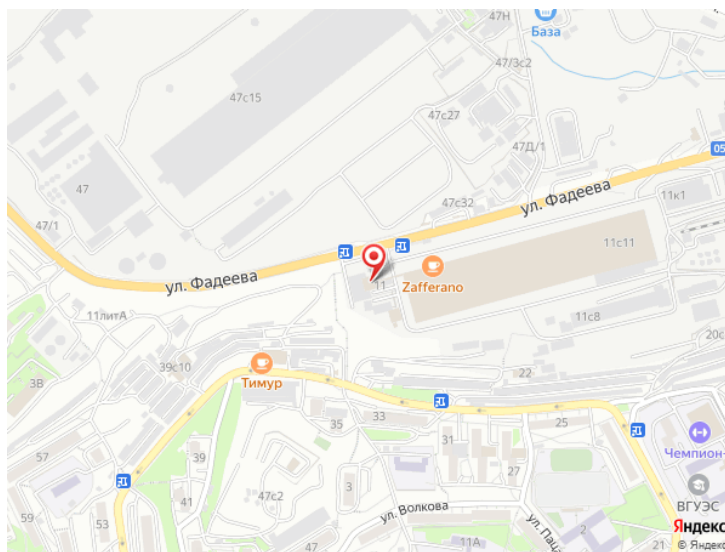 47Н
База
47/3с2
47с15
47с27
47Д/1
05
47
47с32
11к1
ул. Фадеева
47/1
11с11
ул. Фадеева
11
Zafferano
11литА
11с8
20с
39с10
3В
Тимур
22
33
25
35
31
57
39
Чемпион-
27
3
59
41
47с2
ВГУЭС
53
ул. Волкова
2
11А
ул. Паца
Яндекс
© Яндекс